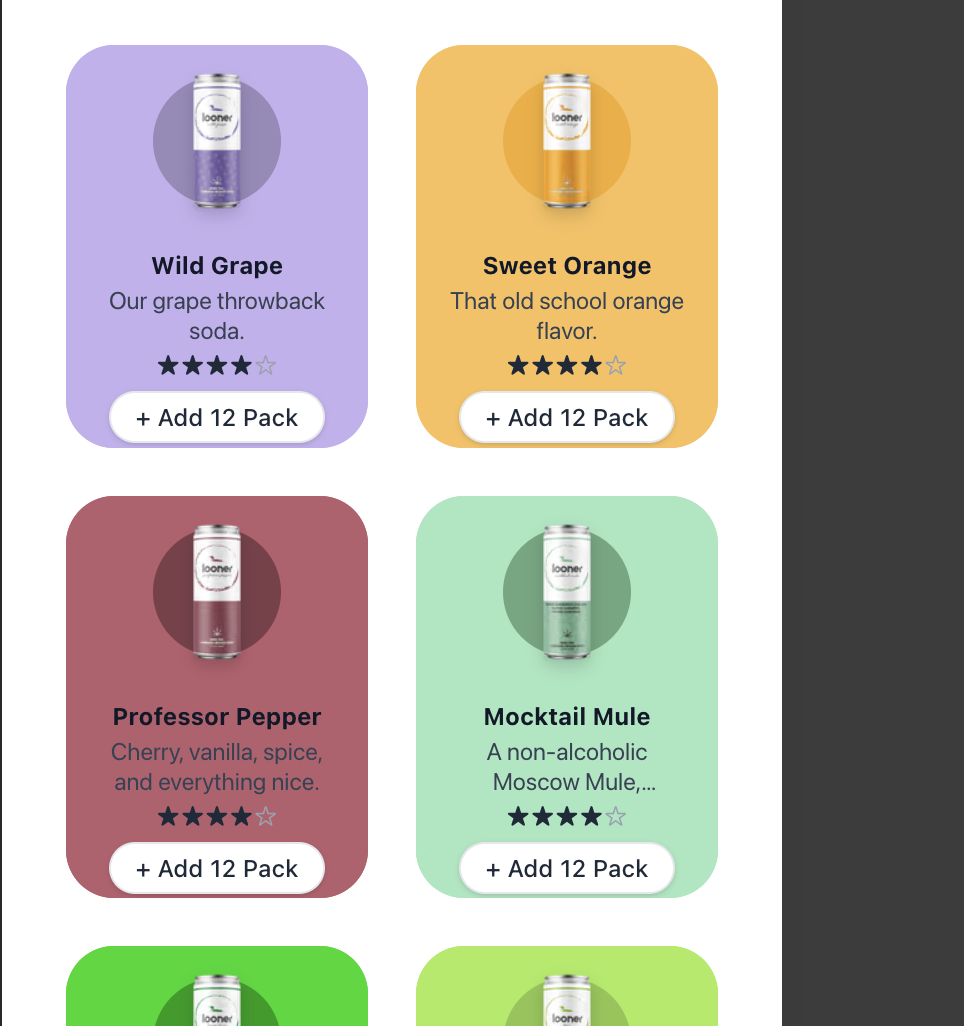 looner
looner
Wild Grape
Sweet Orange
Our grape throwback
soda.
That old school orange
flavor.
+ Add 12 Pack
+ Add 12 Pack
looner
looner
Professor Pepper
Mocktail Mule
Cherry, vanilla, spice,
and everything nice.
A non-alcoholic
Moscow Mule,...
+ Add 12 Pack
+ Add 12 Pack
looner
looner